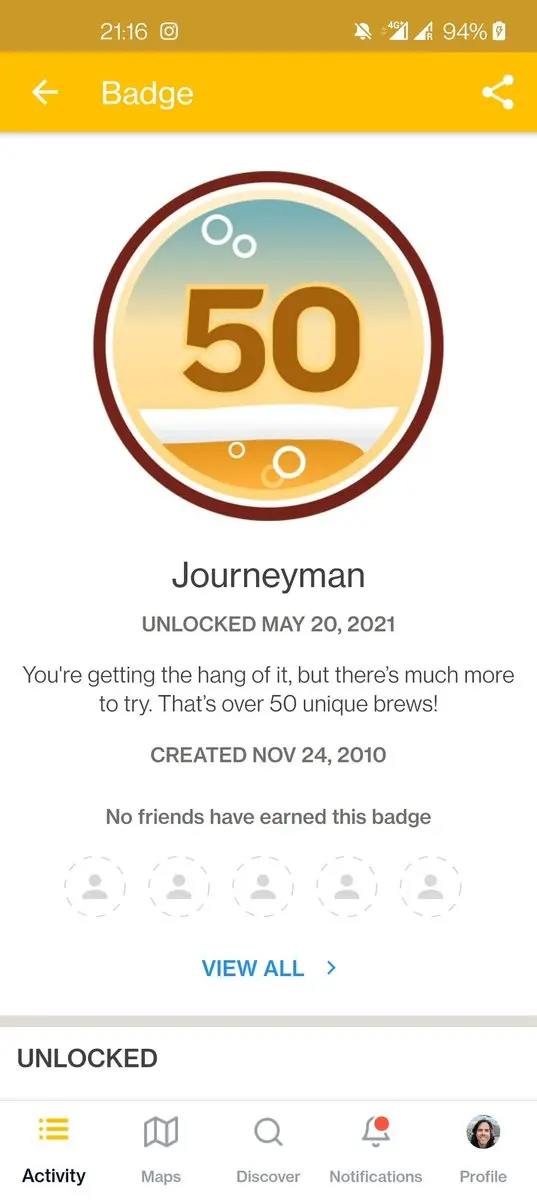 21:16 4G+ R 94%
Badge
50
Journeyman
UNLOCKED MAY 20, 2021
You're getting the hang of it, but there’s much more
to try. That’s over 50 unique brews!
CREATED NOV 24, 2010
No friends have earned this badge
VIEW ALL
UNLOCKED
Activity Maps Discover Notifications Profile